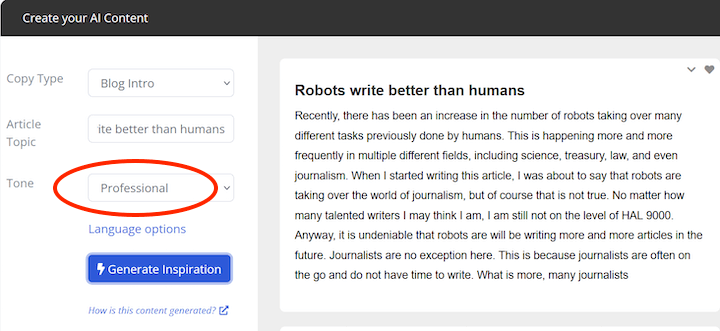 Create your AI Content
Copy Type
Blog Intro
Article
Topic
ite better than humans
Tone
Professional
Language options
Generate Inspiration
How is this content generated?
Robots write better than humans
Recently, there has been an increase in the number of robots taking over many
different tasks previously done by humans. This is happening more and more
frequently in multiple different fields, including science, treasury, law, and even
journalism. When I started writing this article, I was about to say that robots are
taking over the world of journalism, but of course that is not true. No matter how
many talented writers I may think I am, I am still not on the level of HAL 9000.
Anyway, it is undeniable that robots are will be writing more and more articles in the
future. Journalists are no exception here. This is because journalists are often on
the go and do not have time to write. What is more, many journalists